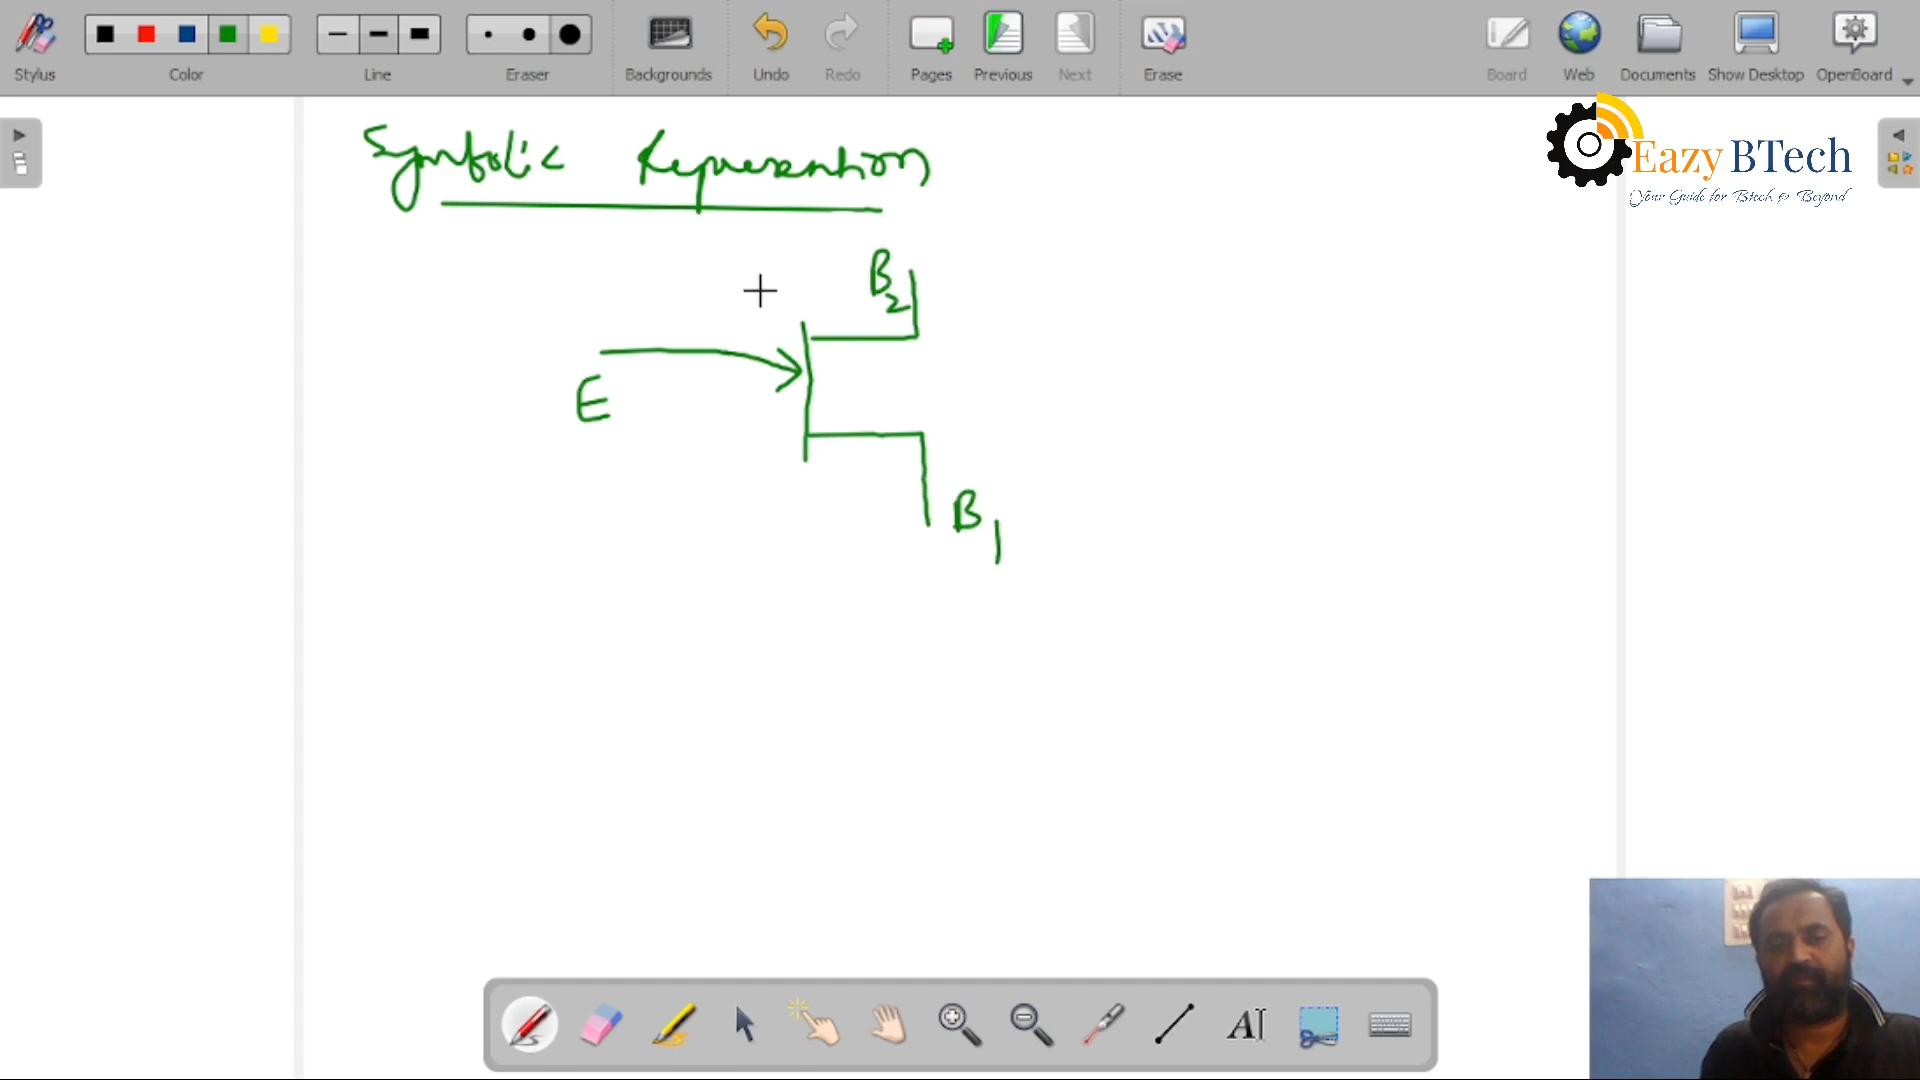 Stylus Color Line Eraser Backgrounds Undo Redo Pages Previous Next Erase Board Web Documents Show Desktop OpenBoard
Eazy BTech
Your Guide for Btech & Beyond
Symbolic
B2
E
B1